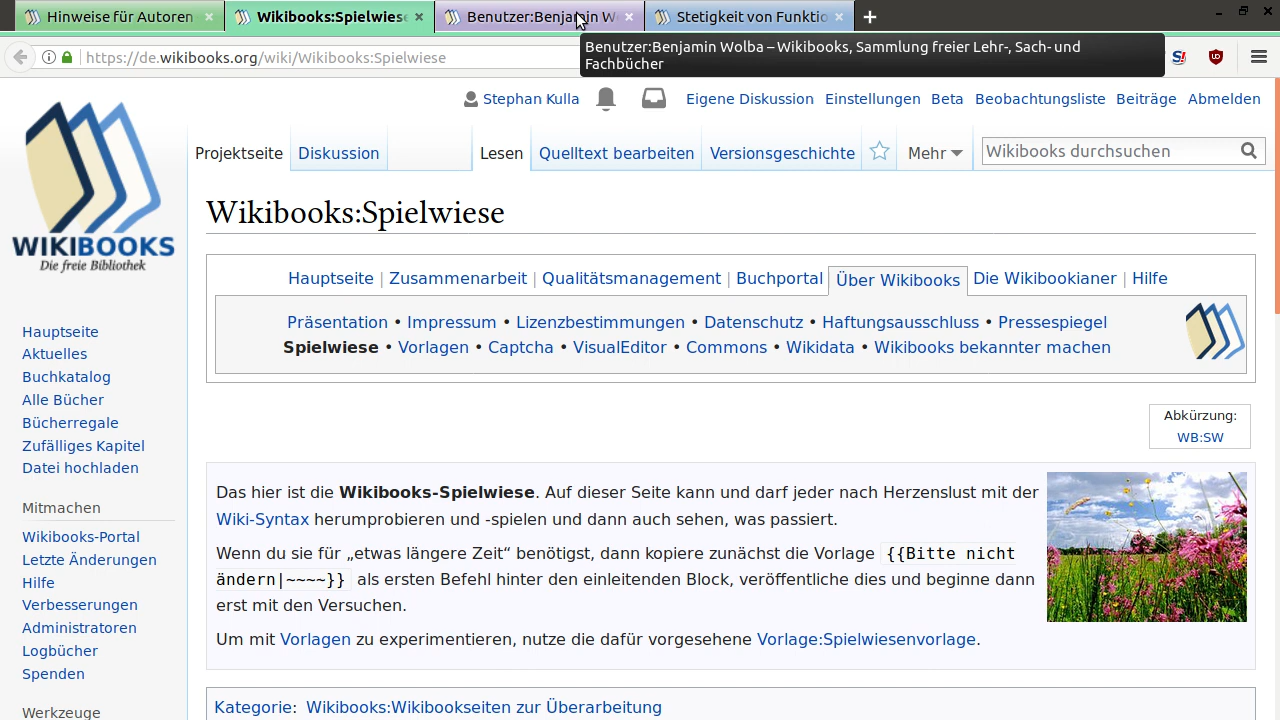 Hinweise für Autoren
Wikibooks:Spielwiese
Benutzer:Benjamin W
Stetigkeit von Funktio
https://de.wikibooks.org/wiki/Wikibooks:Spielwiese
Benutzer:Benjamin Wolba – Wikibooks, Sammlung freier Lehr-, Sach- und
Fachbücher
Stephan Kulla
Eigene Diskussion
Einstellungen
Beta
Beobachtungsliste
Beiträge
Abmelden
Projektseite
Diskussion
Lesen
Quelltext bearbeiten
Versionsgeschichte
Mehr
Wikibooks durchsuchen
WIKIBOOKS
Die freie Bibliothek
Hauptseite
Aktuelles
Buchkatalog
Alle Bücher
Bücherregale
Zufälliges Kapitel
Datei hochladen
Mitmachen
Wikibooks-Portal
Letzte Änderungen
Hilfe
Verbesserungen
Administratoren
Logbücher
Spenden
Werkzeuge
Wikibooks:Spielwiese
Hauptseite | Zusammenarbeit | Qualitätsmanagement | Buchportal Über Wikibooks Die Wikibookianer | Hilfe
Präsentation • Impressum • Lizenzbestimmungen • Datenschutz • Haftungsausschluss • Pressespiegel
Spielwiese • Vorlagen • Captcha • VisualEditor • Commons • Wikidata • Wikibooks bekannter machen
Abkürzung:
WB:SW
Das hier ist die Wikibooks-Spielwiese. Auf dieser Seite kann und darf jeder nach Herzenslust mit der
Wiki-Syntax herumprobieren und -spielen und dann auch sehen, was passiert.
Wenn du sie für „etwas längere Zeit“ benötigst, dann kopiere zunächst die Vorlage {{Bitte nicht
ändern|~~~~}} als ersten Befehl hinter den einleitenden Block, veröffentliche dies und beginne dann
erst mit den Versuchen.
Um mit Vorlagen zu experimentieren, nutze die dafür vorgesehene Vorlage:Spielwiesenvorlage.
Kategorie: Wikibooks:Wikibookseiten zur Überarbeitung